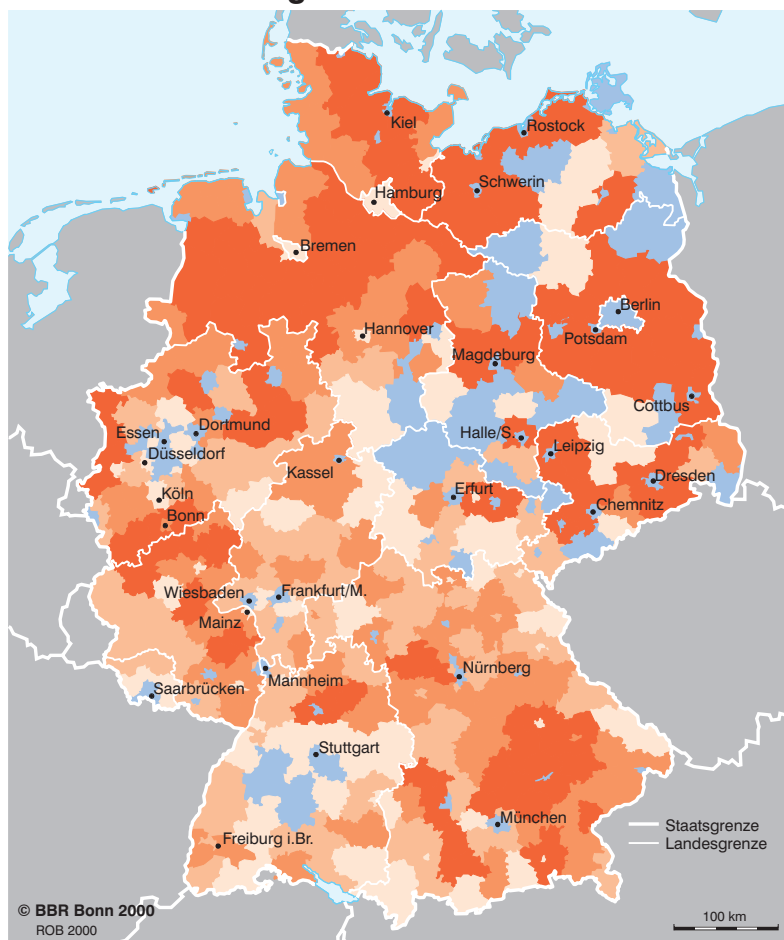 Kiel
Rostock
Hamburg
Schwerin
Bremen
Berlin
Hannover
Potsdam
Magdeburg
Cottbus
Dortmund
Essen
Halle/S.
Leipzig
Düsseldorf
Kassel
Dresden
Köln
Erfurt
Chemnitz
Bonn
Wiesbaden
Frankfurt/M.
Mainz
Nürnberg
Mannheim
Saarbrücken
Stuttgart
München
Staatsgrenze
Freiburg i.Br.
Landesgrenze
© BBR Bonn 2000
ROB 2000
100 km